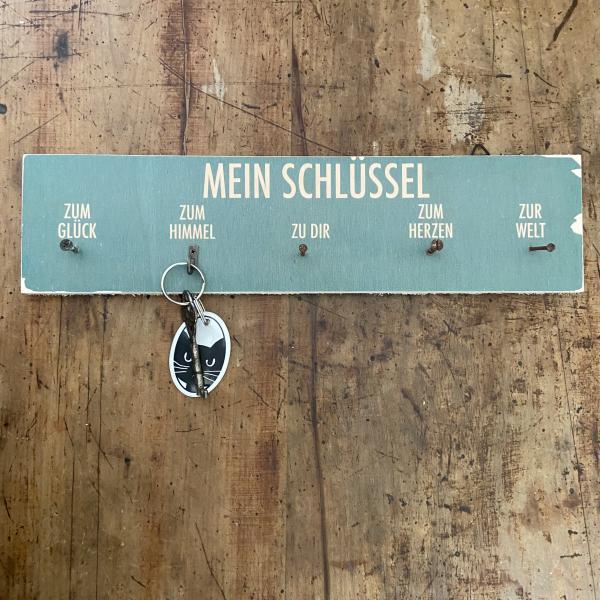 MEIN SCHLÜSSEL
ZUM
GLÜCK
ZUM
HIMMEL
ZU DIR
ZUM
HERZEN
ZUR
WELT